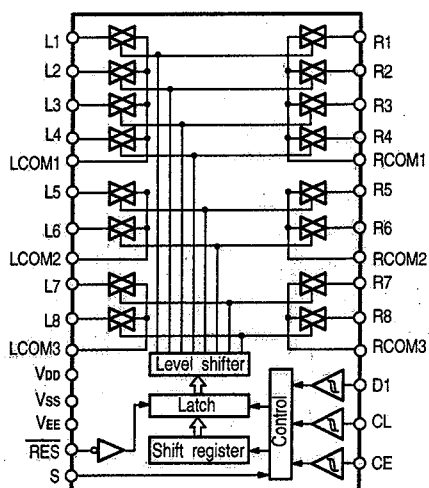 L1
L2
L3
L4
LCOM1
L5
L6
LCOM2
L7
L8
LCOM3
VDD
VSS
VEE
RES
S
R1
R2
R3
R4
RCOM1
R5
R6
RCOM2
R7
R8
RCOM3
D1
CL
CE
Level shifter
Latch
Shift register
Control